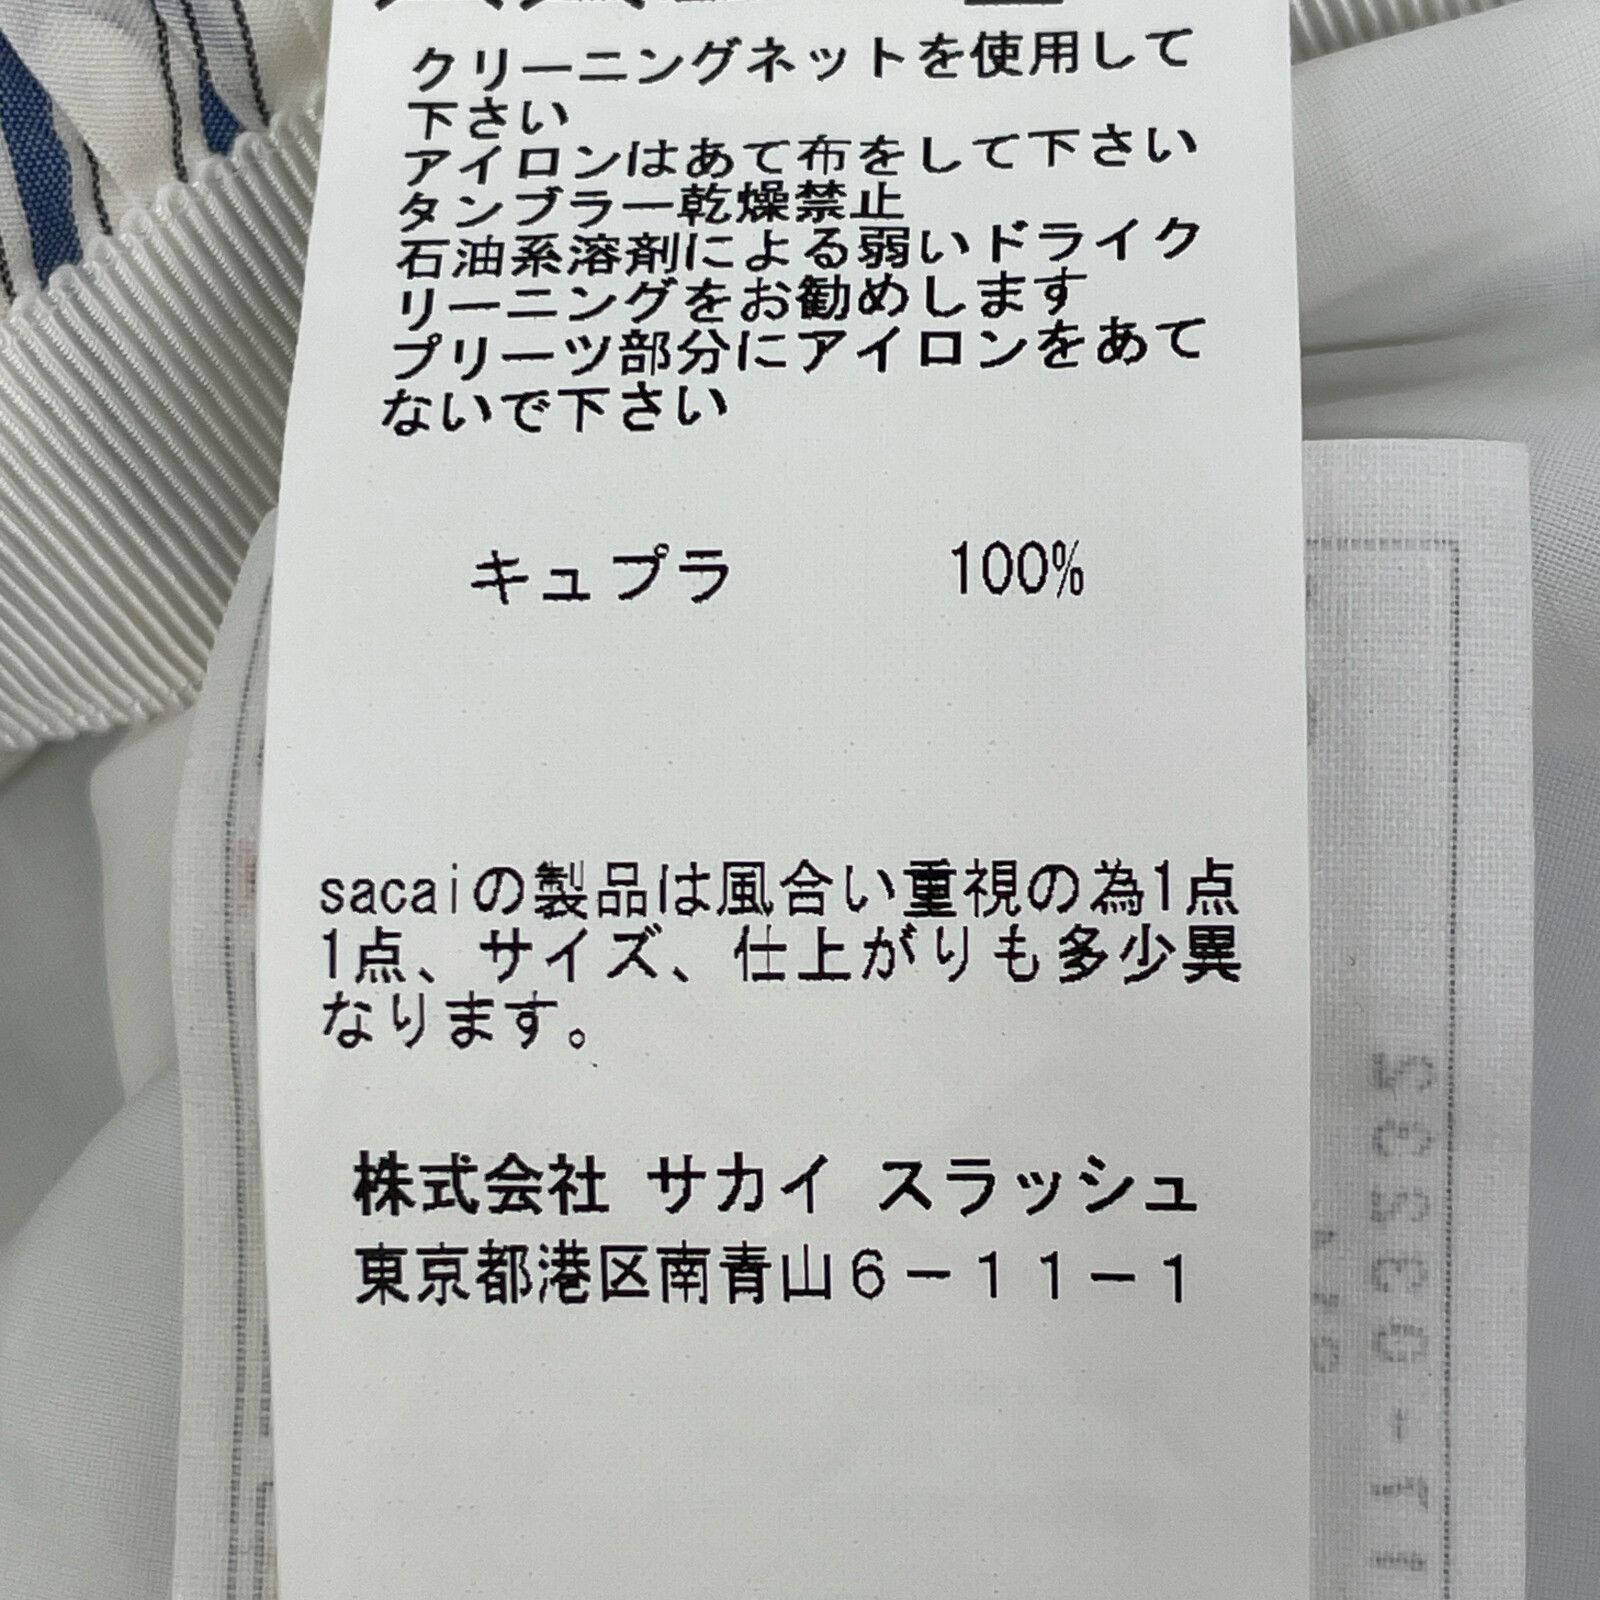 クリーニングネットを使用して
下さい
アイロンはあて布をして下さい
タンブラー乾燥禁止
石油系溶剤による弱いドライク
リーニングをお勧めします
プリーツ部分にアイロンをあて
ないで下さい
キュプラ 100%
sacaiの製品は風合い重視の為1点
1点、サイズ、仕上がりも多少異
なります。
株式会社 サカイ スラッシュ
東京都港区南青山6-11-1